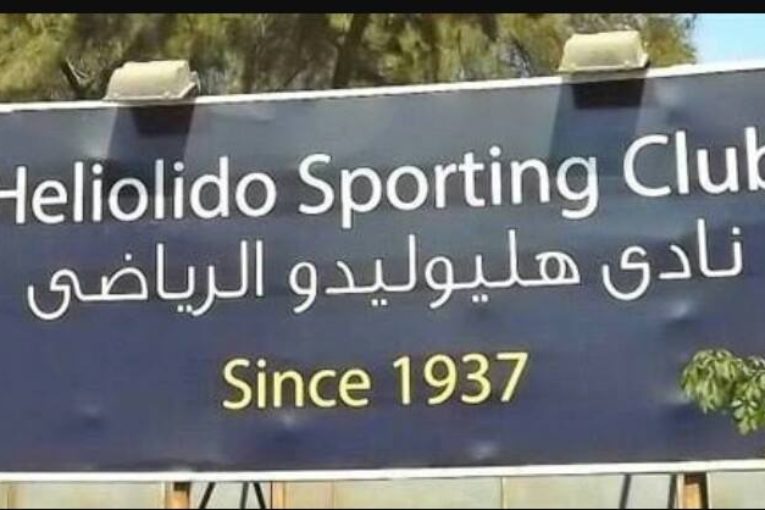 Heliolido Sporting Club
نادى هليوليدو الرياضى
Since 1937